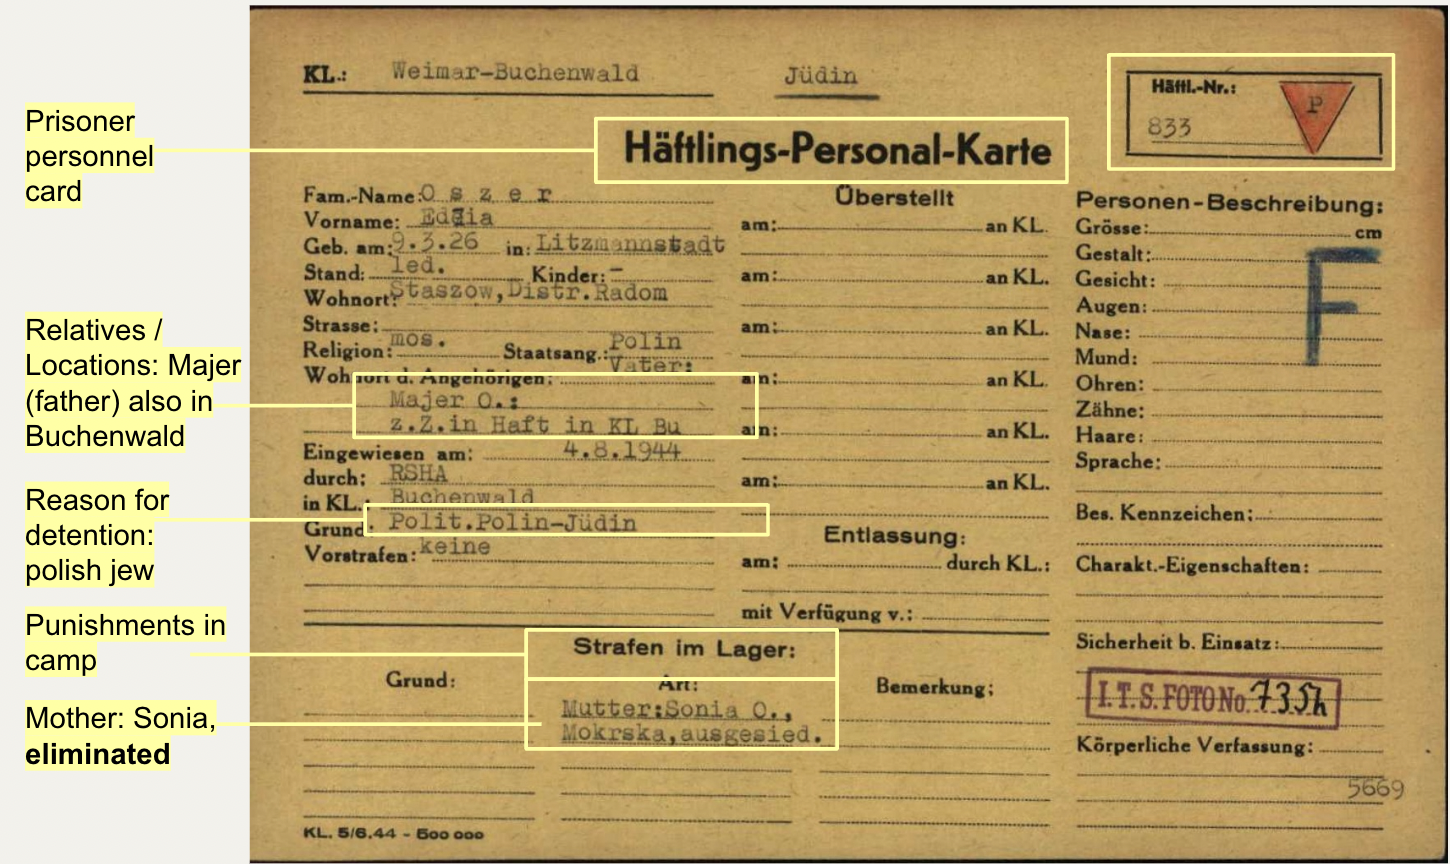 Prisoner
personnel
card
Relatives /
Locations: Majer
(father) also in
Buchenwald
Reason for
detention:
polish jew
Punishments in
camp
Mother: Sonia,
eliminated
KL.: Weimar-Buchenwald Jüdin
Häftl.-Nr.:
833
P
Häftlings-Personal-Karte
Fam.-Name: Oszer
Vorname:
Geb. am: 9.3.26 in: Litzmannstadt
Stand: led. Kinder: –
Wohnort: Staszow,Distr.Radom
Strasse:
Religion: mos. Staatsang.: Polin
Wohnort d. Angehörigen: Vater:
Majer O.:
z.Z.in Haft in KL Bu
Eingewiesen am: 4.8.1944
durch: RSHA
in KL.: Buchenwald
Grund: Polit.Polin-Jüdin
Vorstrafen: keine
Überstellt
am: an KL.
am: an KL.
am: an KL.
am: an KL.
am: an KL.
am: an KL.
Entlassung:
am: durch KL.:
mit Verfügung v.:
Personen-Beschreibung:
Grösse: cm
Gestalt:
Gesicht:
Augen:
Nase:
Mund:
Ohren:
Zähne:
Haare:
Sprache:
F
Bes. Kennzeichen:
Charakt.-Eigenschaften:
Sicherheit b. Einsatz:
I.T.S. FOTO No. 7354
Körperliche Verfassung:
5669
Strafen im Lager:
Grund: Art: Bemerkung:
Mutter:Sonia O.,
Mokrska,ausgesied.
KL. 5/6.44 - 500 000